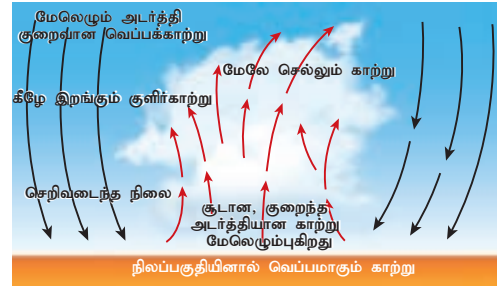 மேலெழும் அடர்த்தி
குறைவான வெப்பக்காற்று
மேலே செல்லும் காற்று
கீழே இறங்கும் குளிர்காற்று
செறிவடைந்த நிலை
சூடான, குறைந்த
அடர்த்தியான காற்று
மேலெழும்புகிறது
நிலப்பகுதியினால் வெப்பமாகும் காற்று